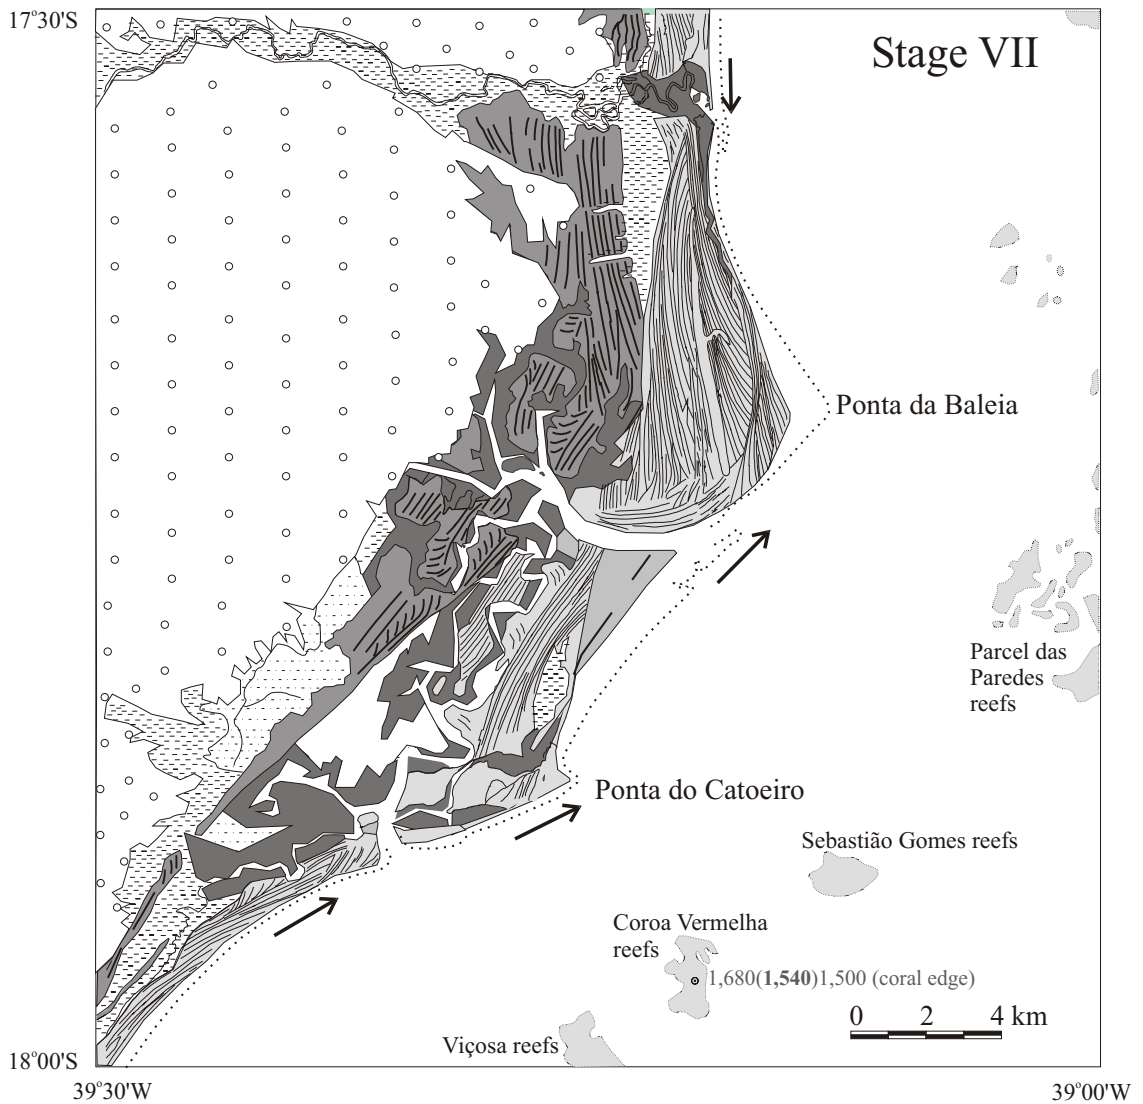 17°30'S
Stage VII
Ponta da Baleia
Parcel das
Paredes
reefs
Ponta do Catoeiro
Sebastião Gomes reefs
Coroa Vermelha
reefs
1,680(1,540)1,500 (coral edge)
0 2 4 km
Viçosa reefs
18°00'S
39°30'W
39°00'W